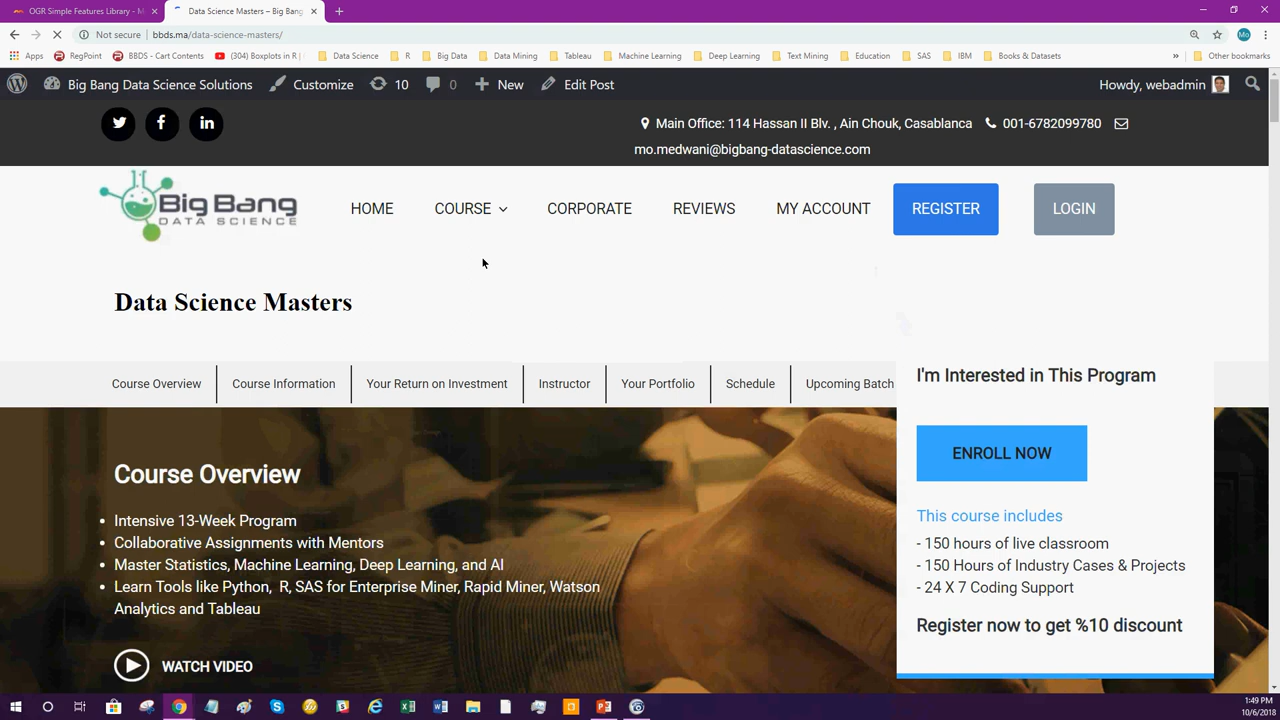 OGR Simple Features Library - M
Data Science Masters – Big Bang
Not secure
bbds.ma/data-science-masters/
Mo
Apps
RegPoint
BBDS - Cart Contents
(304) Boxplots in R
Data Science
R
Big Data
Data Mining
Tableau
Machine Learning
Deep Learning
Text Mining
Education
SAS
IBM
Books & Datasets
»
Other bookmarks
Big Bang Data Science Solutions
Customize
10
0
New
Edit Post
Howdy, webadmin
Main Office: 114 Hassan II Blv. , Ain Chouk, Casablanca
001-6782099780
mo.medwani@bigbang-datascience.com
Big Bang
DATA SCIENCE
HOME
COURSE
CORPORATE
REVIEWS
MY ACCOUNT
REGISTER
LOGIN
Data Science Masters
Course Overview
Course Information
Your Return on Investment
Instructor
Your Portfolio
Schedule
Upcoming Batch
Course Overview
• Intensive 13-Week Program
• Collaborative Assignments with Mentors
• Master Statistics, Machine Learning, Deep Learning, and AI
• Learn Tools like Python, R, SAS for Enterprise Miner, Rapid Miner, Watson
Analytics and Tableau
WATCH VIDEO
I'm Interested in This Program
ENROLL NOW
This course includes
- 150 hours of live classroom
- 150 Hours of Industry Cases & Projects
- 24 X 7 Coding Support
Register now to get %10 discount
1:49 PM
10/6/2018